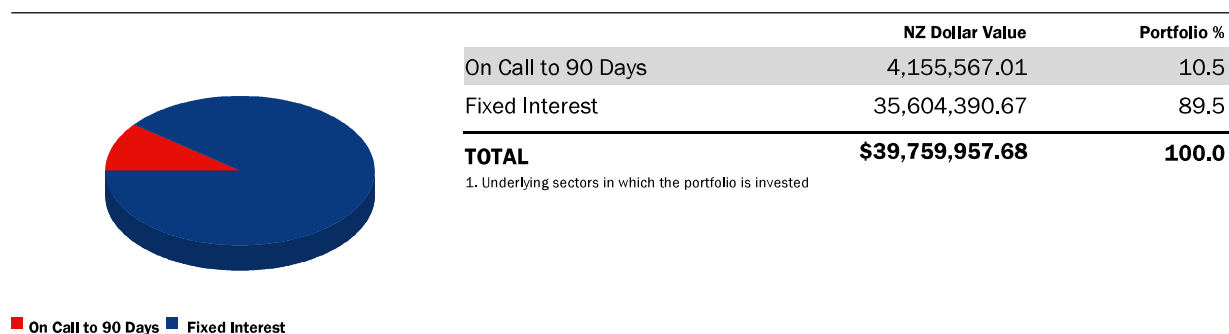 NZ Dollar Value Portfolio %
On Call to 90 Days 4,155,567.01 10.5
Fixed Interest 35,604,390.67 89.5
TOTAL $39,759,957.68 100.0
1. Underlying sectors in which the portfolio is invested
On Call to 90 Days Fixed Interest